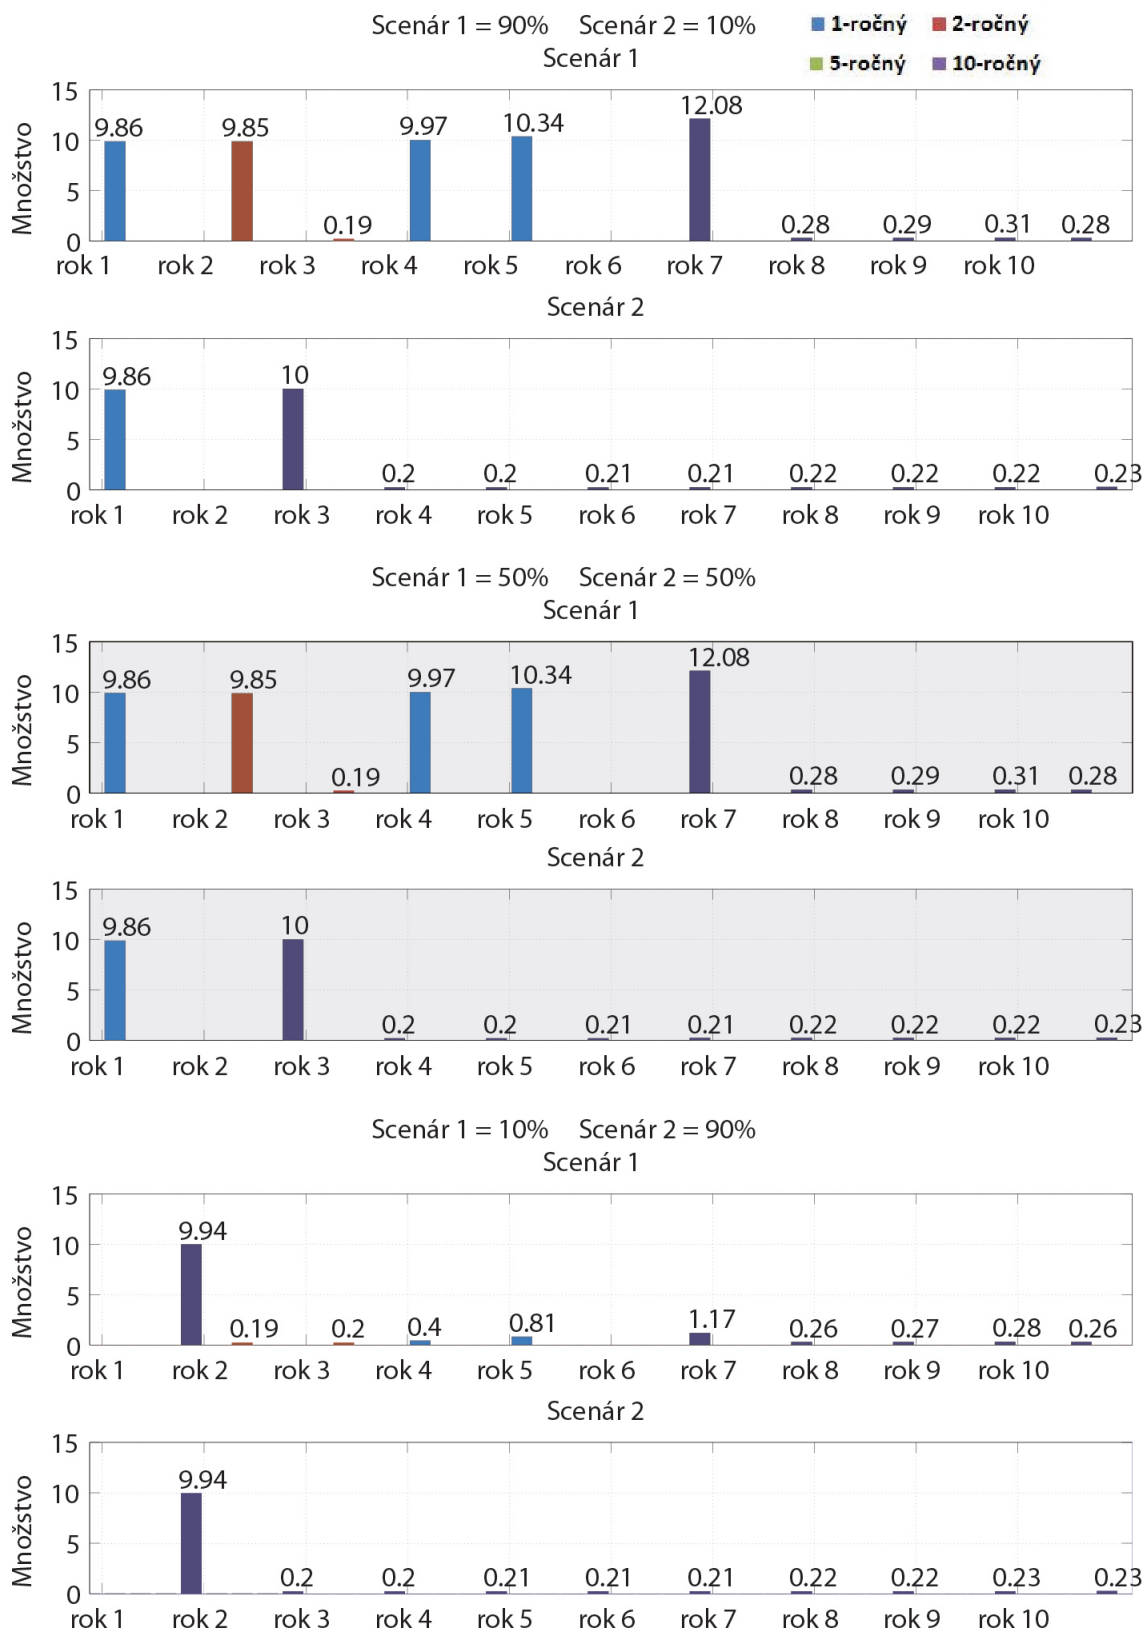 Scenár 1 = 90% Scenár 2 = 10%
1-ročný 2-ročný
5-ročný 10-ročný
Scenár 1
Množstvo
15
10
5
0
9.86 9.85 0.19 9.97 10.34 12.08 0.28 0.29 0.31 0.28
rok 1 rok 2 rok 3 rok 4 rok 5 rok 6 rok 7 rok 8 rok 9 rok 10
Scenár 2
Množstvo
15
10
5
0
9.86 10 0.2 0.2 0.21 0.21 0.22 0.22 0.22 0.23
rok 1 rok 2 rok 3 rok 4 rok 5 rok 6 rok 7 rok 8 rok 9 rok 10
Scenár 1 = 50% Scenár 2 = 50%
Scenár 1
Množstvo
15
10
5
0
9.86 9.85 0.19 9.97 10.34 12.08 0.28 0.29 0.31 0.28
rok 1 rok 2 rok 3 rok 4 rok 5 rok 6 rok 7 rok 8 rok 9 rok 10
Scenár 2
Množstvo
15
10
5
0
9.86 10 0.2 0.2 0.21 0.21 0.22 0.22 0.22 0.23
rok 1 rok 2 rok 3 rok 4 rok 5 rok 6 rok 7 rok 8 rok 9 rok 10
Scenár 1 = 10% Scenár 2 = 90%
Scenár 1
Množstvo
15
10
5
0
9.94 0.19 0.2 0.4 0.81 1.17 0.26 0.27 0.28 0.26
rok 1 rok 2 rok 3 rok 4 rok 5 rok 6 rok 7 rok 8 rok 9 rok 10
Scenár 2
Množstvo
15
10
5
0
9.94 0.2 0.2 0.21 0.21 0.21 0.22 0.22 0.23 0.23
rok 1 rok 2 rok 3 rok 4 rok 5 rok 6 rok 7 rok 8 rok 9 rok 10